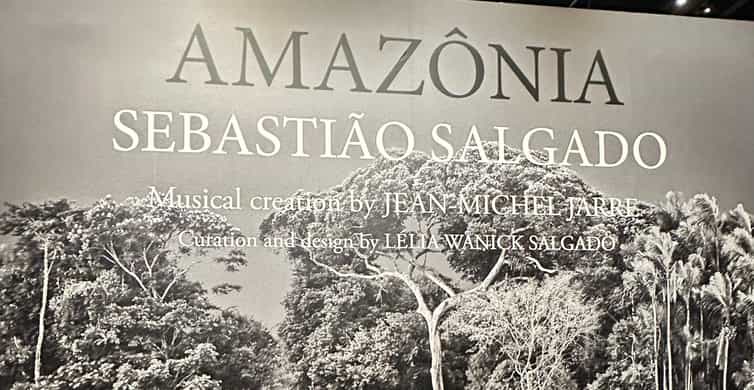 AMAZÔNIA
SEBASTIÃO SALGADO
Musical creation by JEAN-MICHEL JARRE
Curation and design by LÉLIA WANICK SALGADO